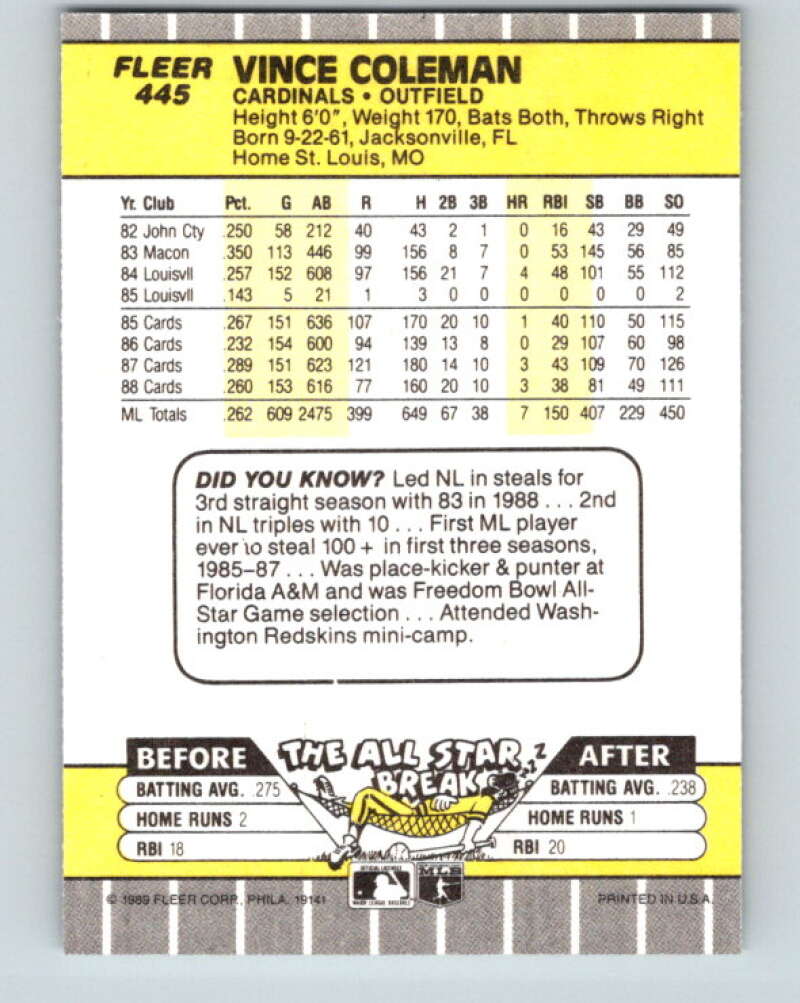 FLEER VINCE COLEMAN
445 CARDINALS • OUTFIELD
Height 6'0", Weight 170, Bats Both, Throws Right
Born 9-22-61, Jacksonville, FL
Home St. Louis, MO
Yr. Club Pct. G AB R H 2B 3B HR RBI SB BB SO
82 John Cty .250 58 212 40 43 2 1 0 16 43 29 49
83 Macon .350 113 446 99 156 8 7 0 53 145 56 85
84 Louisvll .257 152 608 97 156 21 7 4 48 101 55 112
85 Louisvll .143 5 21 1 3 0 0 0 0 0 0 2
85 Cards .267 151 636 107 170 20 10 1 40 110 50 115
86 Cards .232 154 600 94 139 13 8 0 29 107 60 98
87 Cards .289 151 623 121 180 14 10 3 43 109 70 126
88 Cards .260 153 616 77 160 20 10 3 38 81 49 111
ML Totals .262 609 2475 399 649 67 38 7 150 407 229 450
DID YOU KNOW? Led NL in steals for
3rd straight season with 83 in 1988 . . . 2nd
in NL triples with 10 . . . First ML player
ever to steal 100 + in first three seasons,
1985–87 . . . Was place-kicker & punter at
Florida A&M and was Freedom Bowl All-
Star Game selection . . . Attended Wash-
ington Redskins mini-camp.
BEFORE THE ALL STAR BREAK AFTER
zzzz
BATTING AVG. .275 BATTING AVG. .238
HOME RUNS 2 HOME RUNS 1
RBI 18 RBI 20
OFFICIAL LICENSEE
MAJOR LEAGUE BASEBALL
MLB
© 1989 FLEER CORP., PHILA. 19141 PRINTED IN U.S.A.